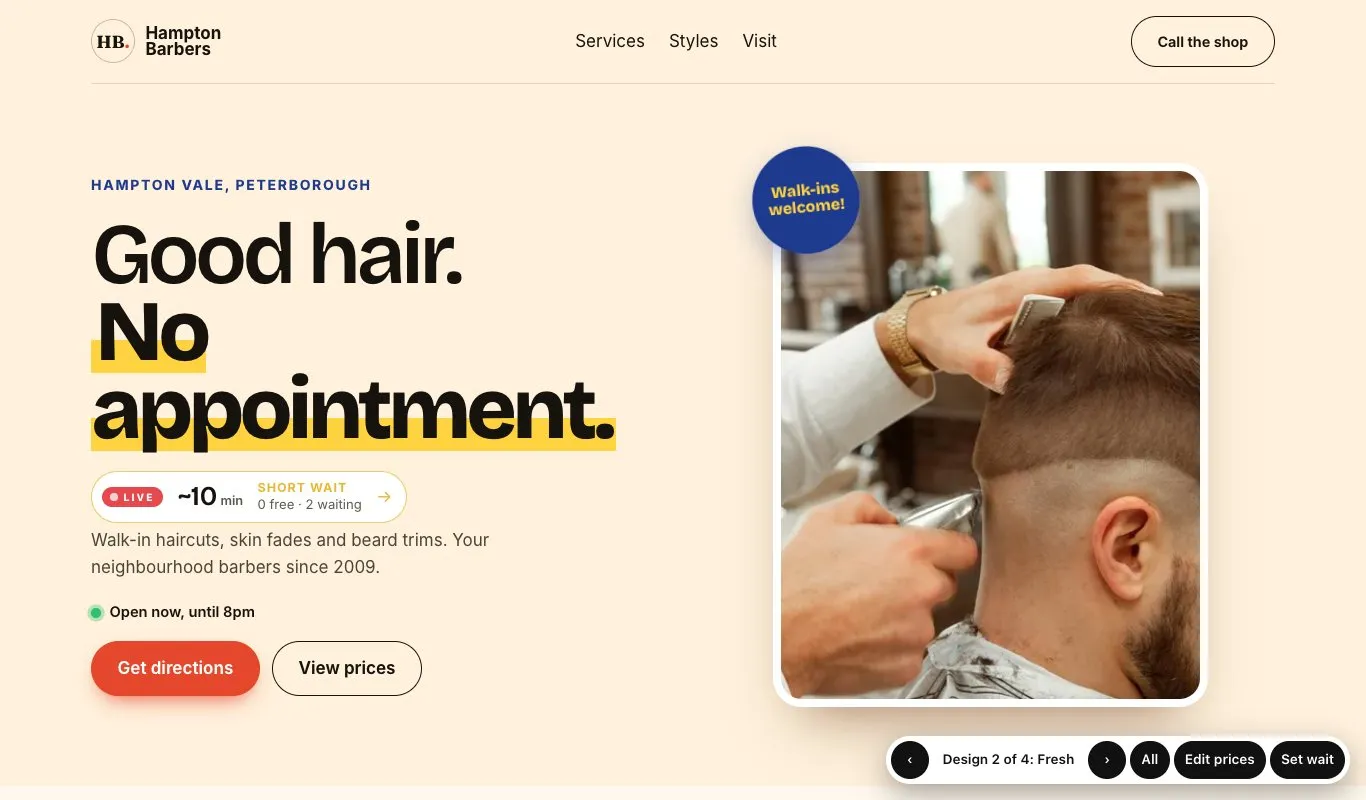 HB.
Hampton
Barbers
Services
Styles
Visit
Call the shop
HAMPTON VALE, PETERBOROUGH
Good hair.
No
appointment.
LIVE
~10 min
SHORT WAIT
0 free · 2 waiting
→
Walk-in haircuts, skin fades and beard trims. Your
neighbourhood barbers since 2009.
Open now, until 8pm
Get directions
View prices
Walk-ins
welcome!
‹
Design 2 of 4: Fresh
›
All
Edit prices
Set wait